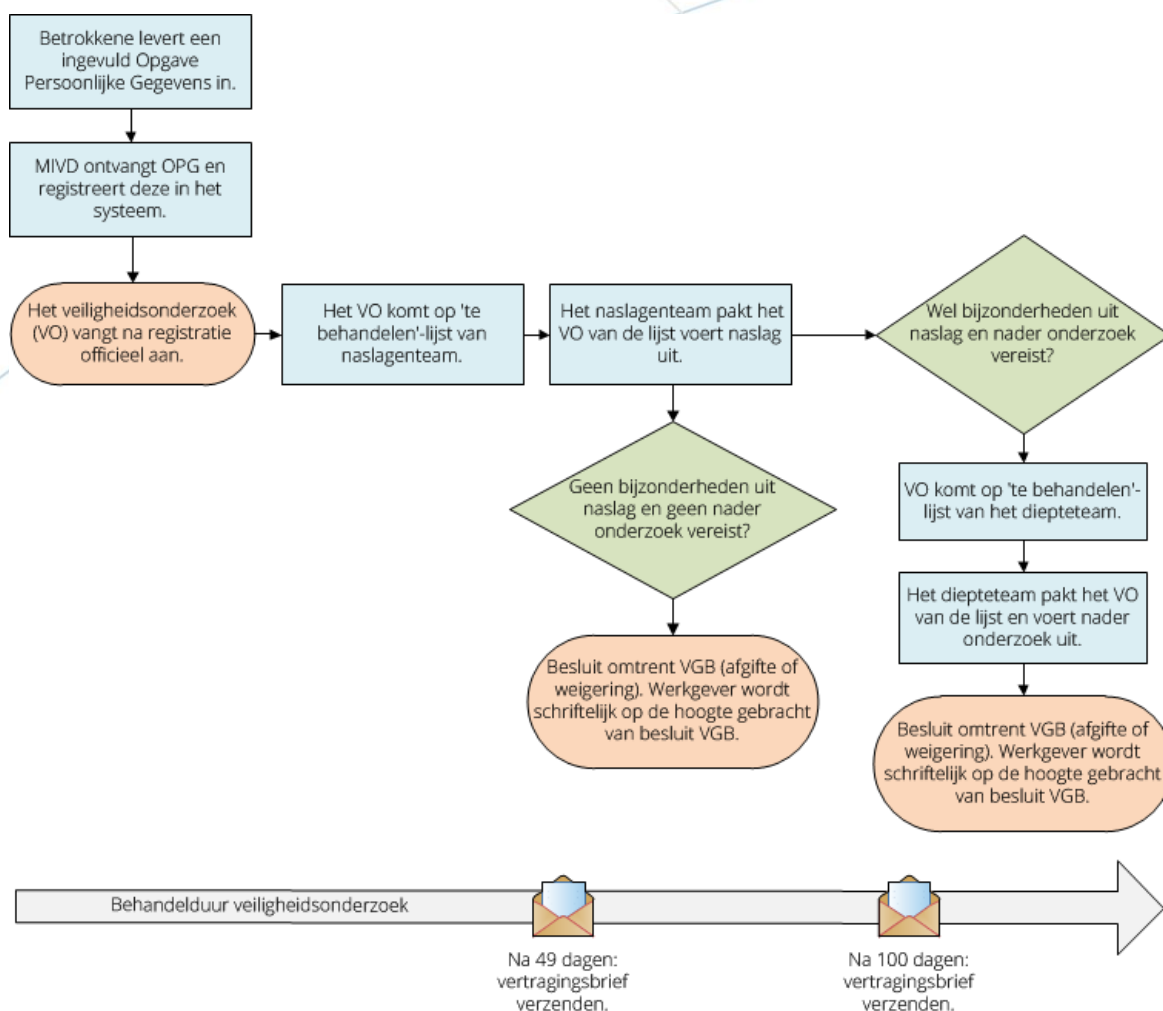 Betrokkene levert een
ingevuld Opgave
Persoonlijke Gegevens in.
MIVD ontvangt OPG en
registreert deze in het
systeem.
Het veiligheidsonderzoek
(VO) vangt na registratie
officieel aan.
Het VO komt op 'te
behandelen'-lijst van
naslagenteam.
Het naslagenteam pakt het
VO van de lijst voert naslag
uit.
Wel bijzonderheden uit
naslag en nader onderzoek
vereist?
Geen bijzonderheden uit
naslag en geen nader
onderzoek vereist?
Besluit omtrent VGB (afgifte of
weigering). Werkgever wordt
schriftelijk op de hoogte gebracht
van besluit VGB.
VO komt op 'te behandelen'-
lijst van het diepteteam.
Het diepteteam pakt het VO
van de lijst en voert nader
onderzoek uit.
Besluit omtrent VGB (afgifte of
weigering). Werkgever wordt
schriftelijk op de hoogte gebracht
van besluit VGB.
Behandelduur veiligheidsonderzoek
Na 49 dagen:
vertragingsbrief
verzenden.
Na 100 dagen:
vertragingsbrief
verzenden.